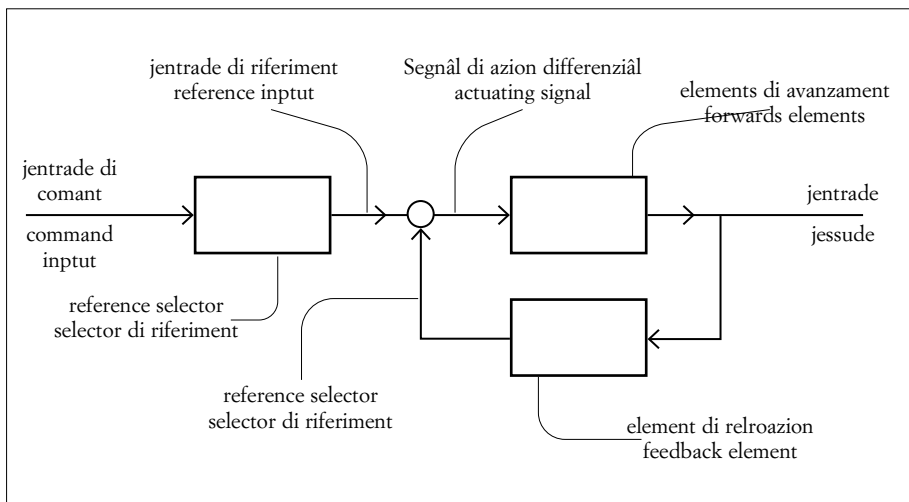 jentrade di riferiment
reference inptut
Segnâl di azion differenziâl
actuating signal
elements di avanzament
forwards elements
jentrade di
comant
command
inptut
jentrade
jessude
reference selector
selector di riferiment
reference selector
selector di riferiment
element di relroazion
feedback element